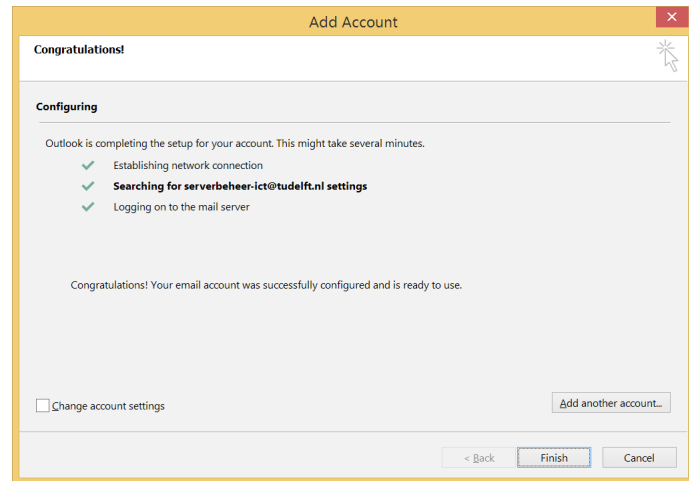 Add Account
Congratulations!
Configuring
Outlook is completing the setup for your account. This might take several minutes.
Establishing network connection
Searching for serverbeheer-ict@tudelft.nl settings
Logging on to the mail server
Congratulations! Your email account was successfully configured and is ready to use.
Change account settings
Add another account...
< Back
Finish
Cancel